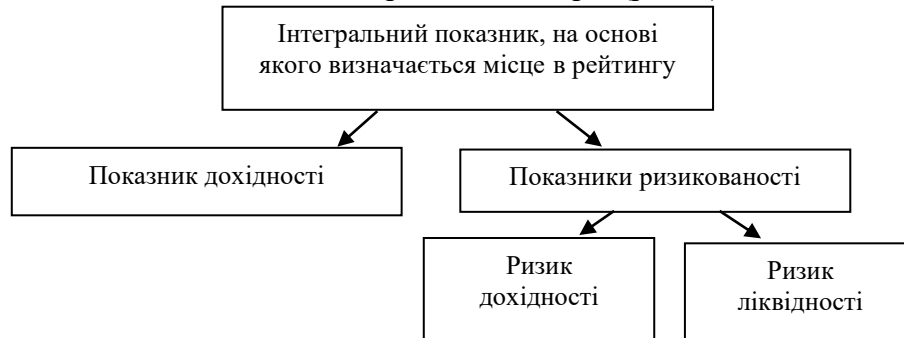 Інтегральний показник, на основі
якого визначається місце в рейтингу
Показник дохідності
Показники ризикованості
Ризик
дохідності
Ризик
ліквідності